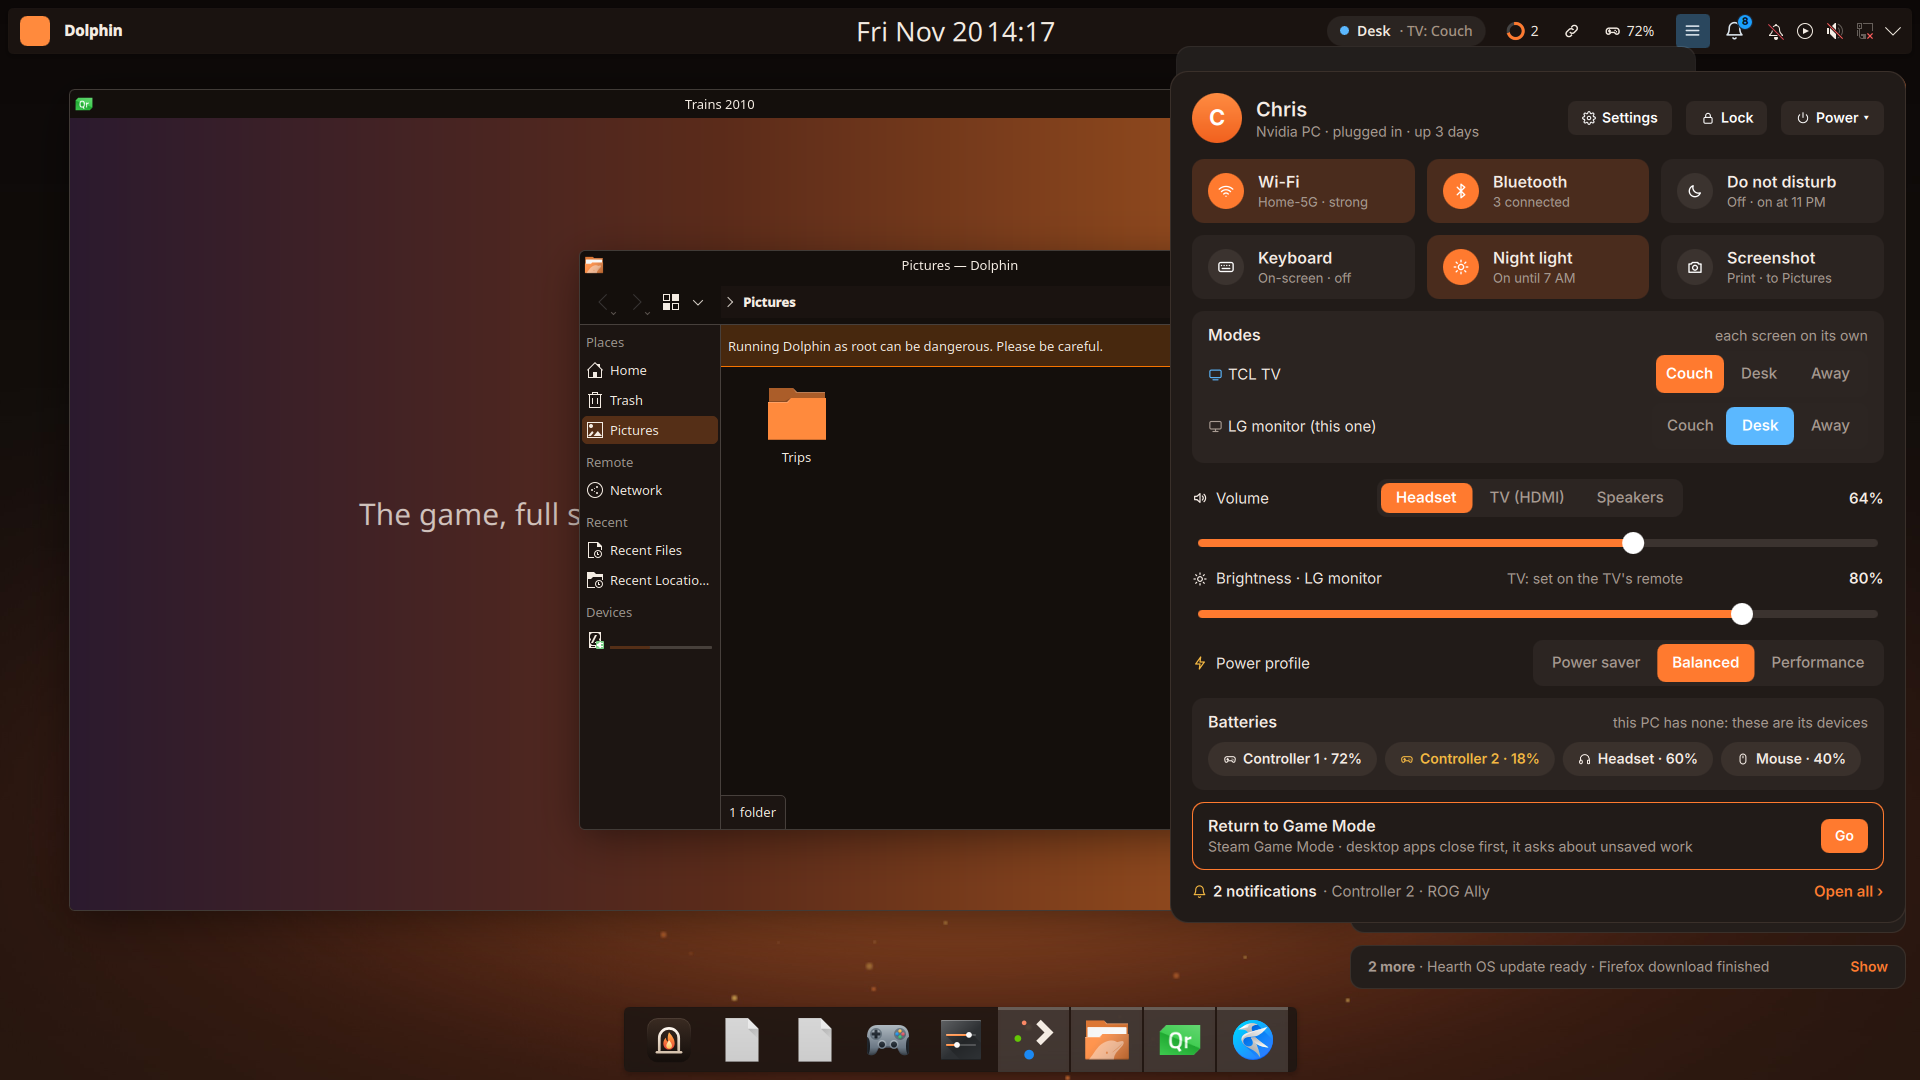 Dolphin
Fri Nov 20 14:17
Desk · TV: Couch
2
72%
8
Qr
Trains 2010
The game, full s
Pictures — Dolphin
Pictures
Running Dolphin as root can be dangerous. Please be careful.
Places
Home
Trash
Pictures
Remote
Network
Recent
Recent Files
Recent Locatio...
Devices
Trips
1 folder
C
Chris
Nvidia PC · plugged in · up 3 days
Settings
Lock
Power
Wi-Fi
Home-5G · strong
Bluetooth
3 connected
Do not disturb
Off · on at 11 PM
Keyboard
On-screen · off
Night light
On until 7 AM
Screenshot
Print · to Pictures
Modes
each screen on its own
TCL TV
Couch Desk Away
LG monitor (this one)
Couch Desk Away
Volume
Headset TV (HDMI) Speakers
64%
Brightness · LG monitor
TV: set on the TV's remote
80%
Power profile
Power saver Balanced Performance
Batteries
this PC has none: these are its devices
Controller 1 · 72%
Controller 2 · 18%
Headset · 60%
Mouse · 40%
Return to Game Mode
Steam Game Mode · desktop apps close first, it asks about unsaved work
Go
2 notifications · Controller 2 · ROG Ally
Open all ›
2 more · Hearth OS update ready · Firefox download finished
Show
Qr